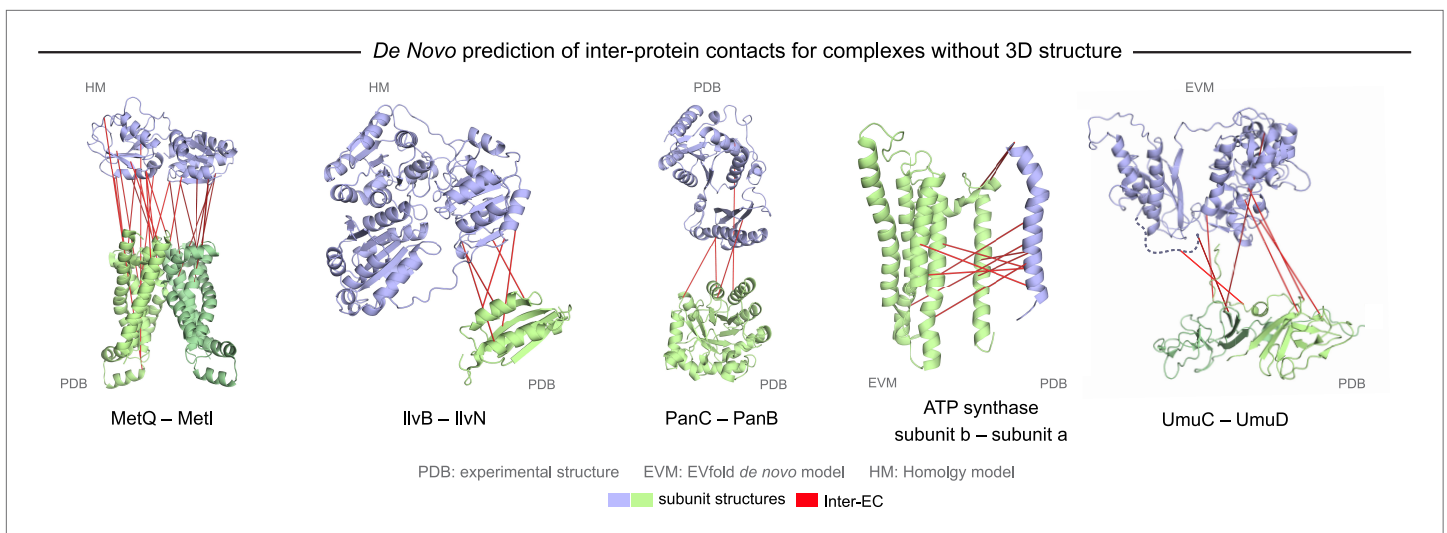 De Novo prediction of inter-protein contacts for complexes without 3D structure
HM
HM
PDB
EVM
PDB
PDB
PDB
EVM
PDB
PDB
MetQ – MetI
IlvB – IlvN
PanC – PanB
ATP synthase
subunit b – subunit a
UmuC – UmuD
PDB: experimental structure EVM: EVfold de novo model HM: Homolgy model
subunit structures Inter-EC